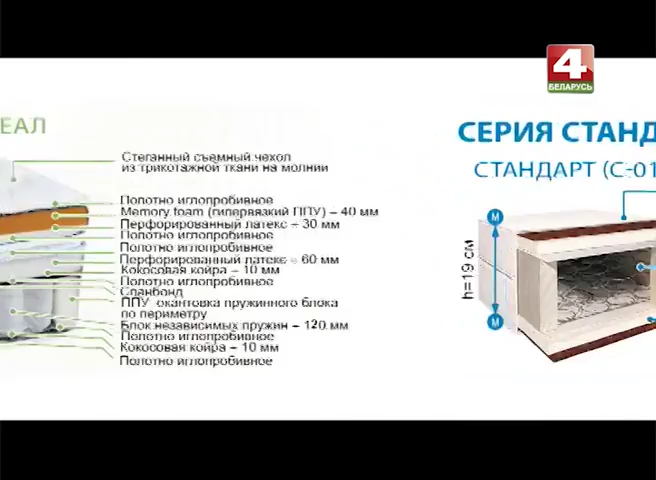 4
БЕЛАРУСЬ
ЕАЛ
Стеганный съемный чехол
из трикотажной ткани на молнии
Полотно иглопробивное
Memory foam (гипервязкий ППУ) – 40 мм
Перфорированный латекс – 30 мм
Полотно иглопробивное
Полотно иглопробивное
Перфорированный латекс – 60 мм
Кокосовая койра – 10 мм
Полотно иглопробивное
Спанбонд
ППУ окантовка пружинного блока
по периметру
Блок независимых пружин – 120 мм
Полотно иглопробивное
Кокосовая койра – 10 мм
Полотно иглопробивное
СЕРИЯ СТАНД
СТАНДАРТ (С-01
М
h=19 см
М